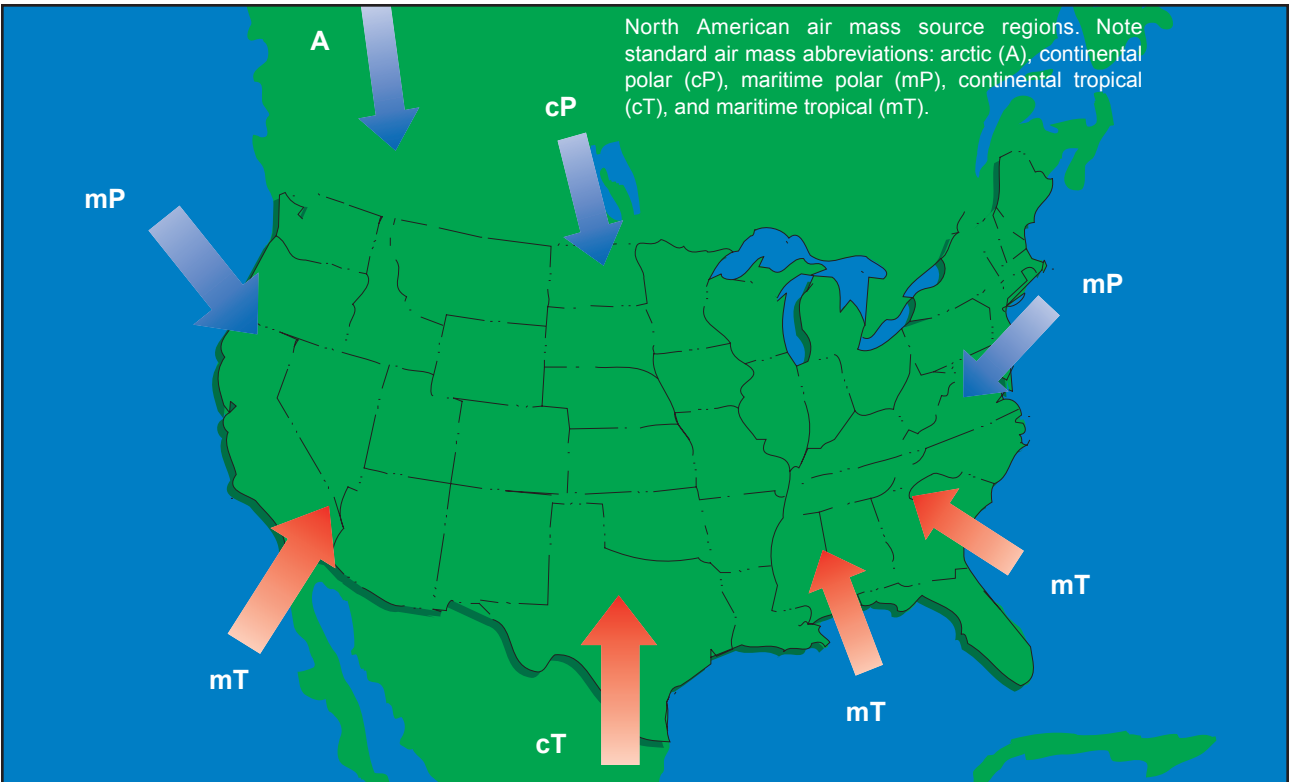 North American air mass source regions. Note
standard air mass abbreviations: arctic (A), continental
polar (cP), maritime polar (mP), continental tropical
(cT), and maritime tropical (mT).
A
cP
mP
mP
mT
mT
mT
cT